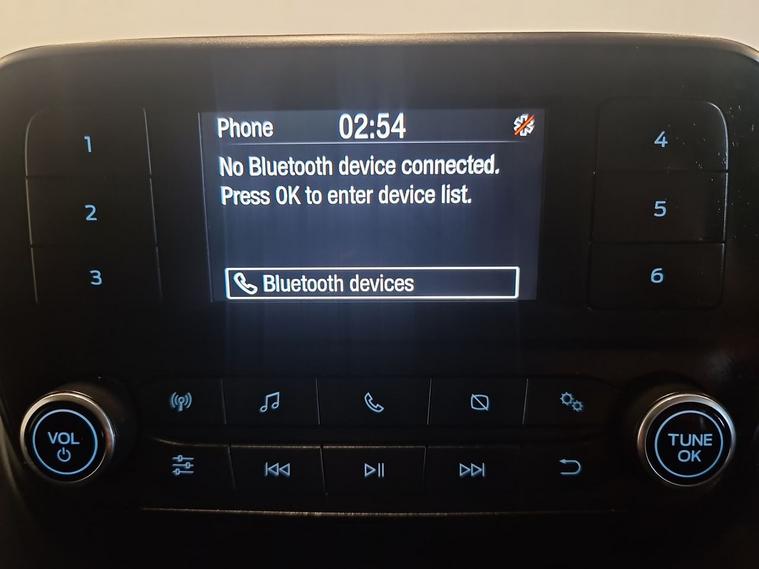 Phone 02:54
No Bluetooth device connected.
Press OK to enter device list.
Bluetooth devices
1
2
3
4
5
6
VOL
TUNE
OK